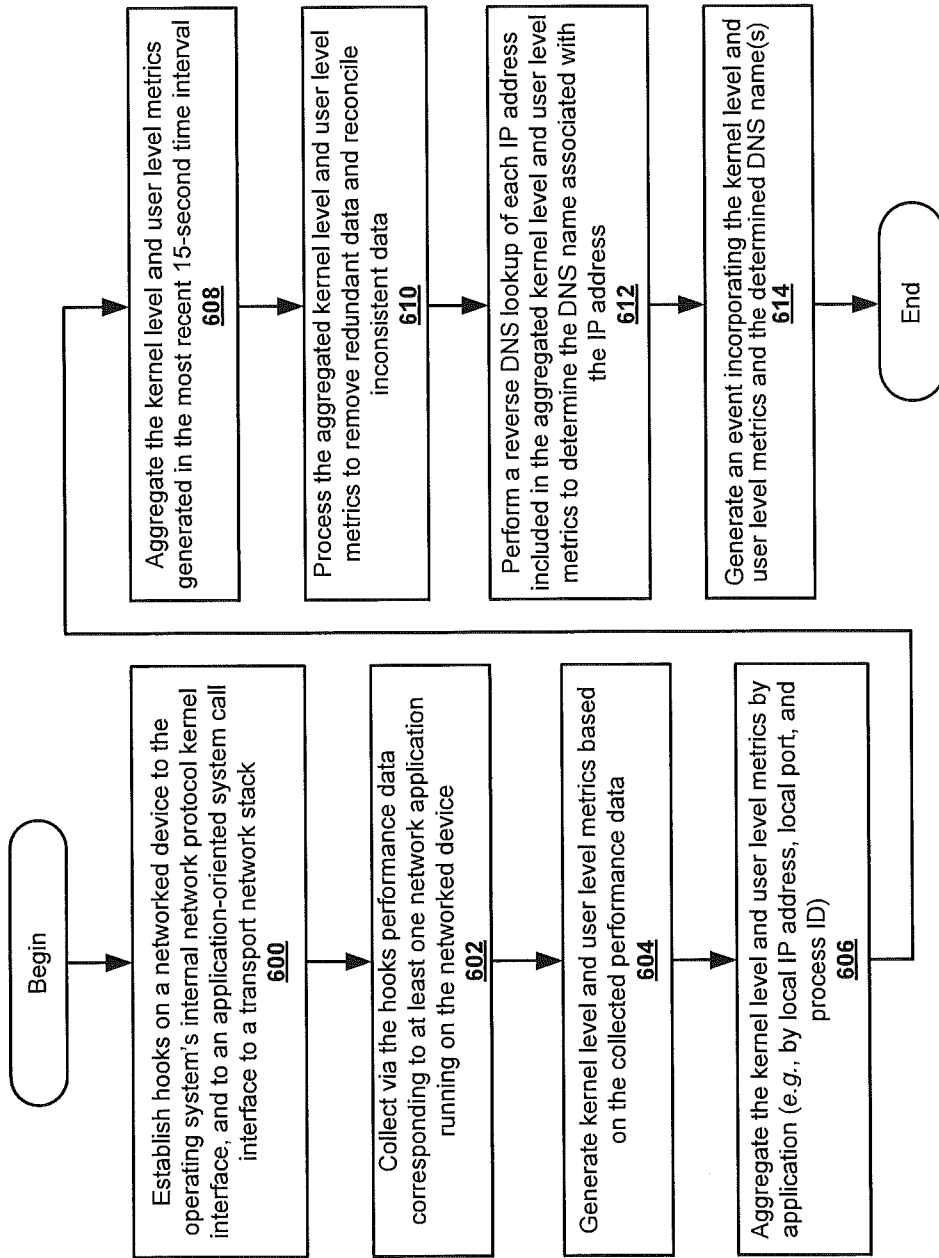 Begin
Establish hooks on a networked device to the
operating system's internal network protocol kernel
interface, and to an application-oriented system call
interface to a transport network stack
600
Collect via the hooks performance data
corresponding to at least one network application
running on the networked device
602
Generate kernel level and user level metrics based
on the collected performance data
604
Aggregate the kernel level and user level metrics by
application (e.g., by local IP address, local port, and
process ID)
606
Aggregate the kernel level and user level metrics
generated in the most recent 15-second time interval
608
Process the aggregated kernel level and user level
metrics to remove redundant data and reconcile
inconsistent data
610
Perform a reverse DNS lookup of each IP address
included in the aggregated kernel level and user level
metrics to determine the DNS name associated with
the IP address
612
Generate an event incorporating the kernel level and
user level metrics and the determined DNS name(s)
614
End